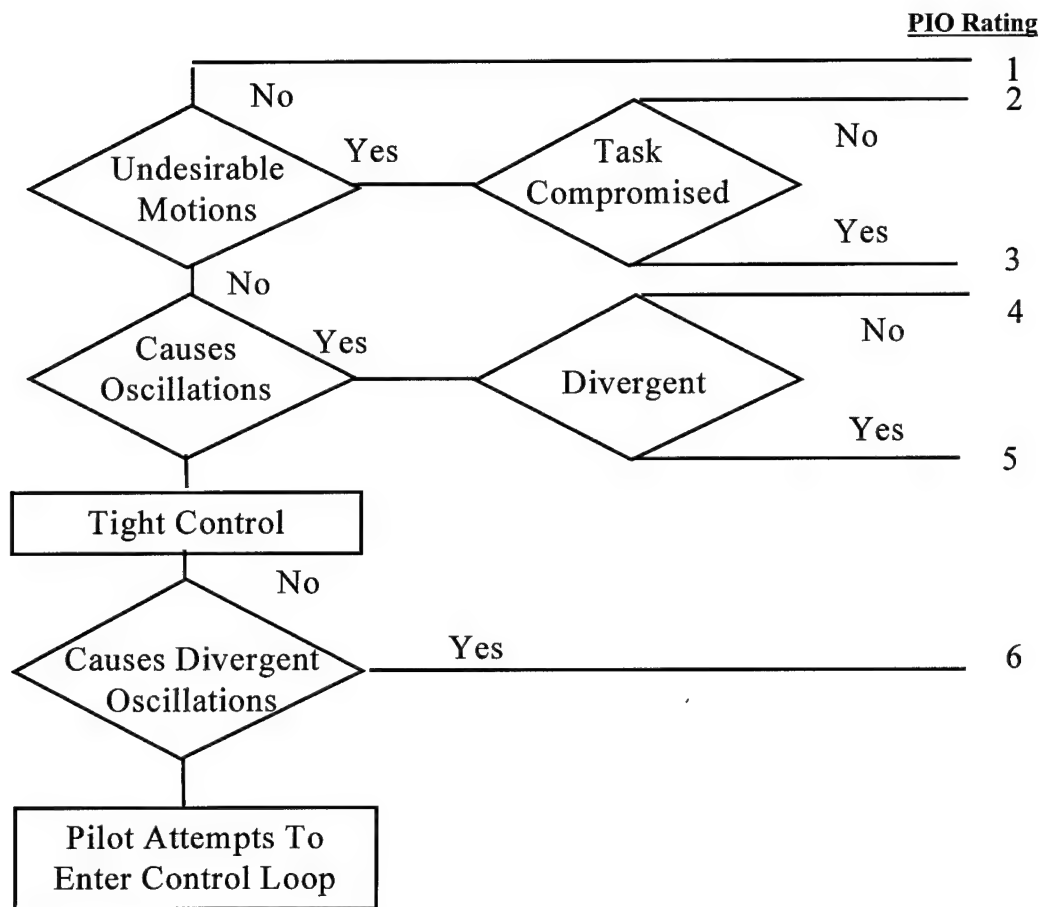 PIO Rating
1
No
2
Undesirable
Motions
Yes
Task
Compromised
No
Yes
3
No
4
Causes
Oscillations
Yes
Divergent
No
Yes
5
Tight Control
No
Causes Divergent
Oscillations
Yes
6
Pilot Attempts To
Enter Control Loop